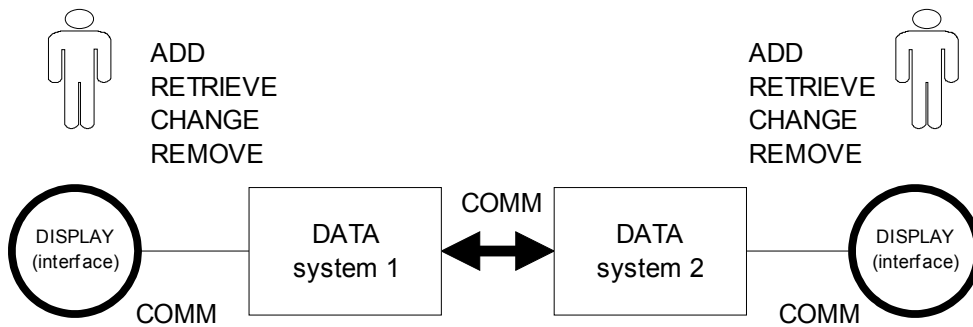 ADD
RETRIEVE
CHANGE
REMOVE
ADD
RETRIEVE
CHANGE
REMOVE
DISPLAY
(interface)
COMM
DATA
system 1
COMM
DATA
system 2
DISPLAY
(interface)
COMM